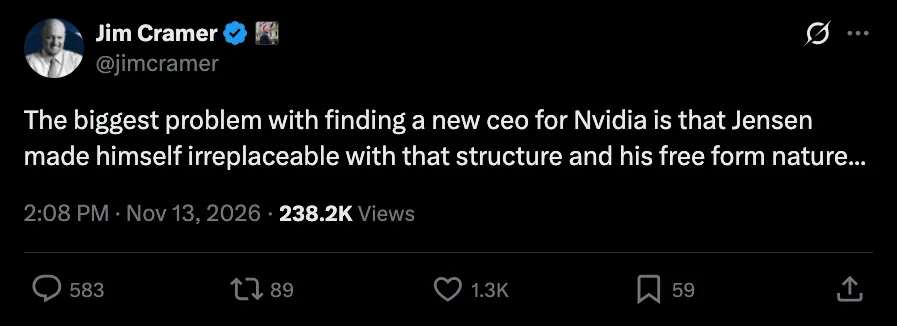 Jim Cramer
@jimcramer
The biggest problem with finding a new ceo for Nvidia is that Jensen
made himself irreplaceable with that structure and his free form nature...
2:08 PM · Nov 13, 2026 · 238.2K Views
583 89 1.3K 59